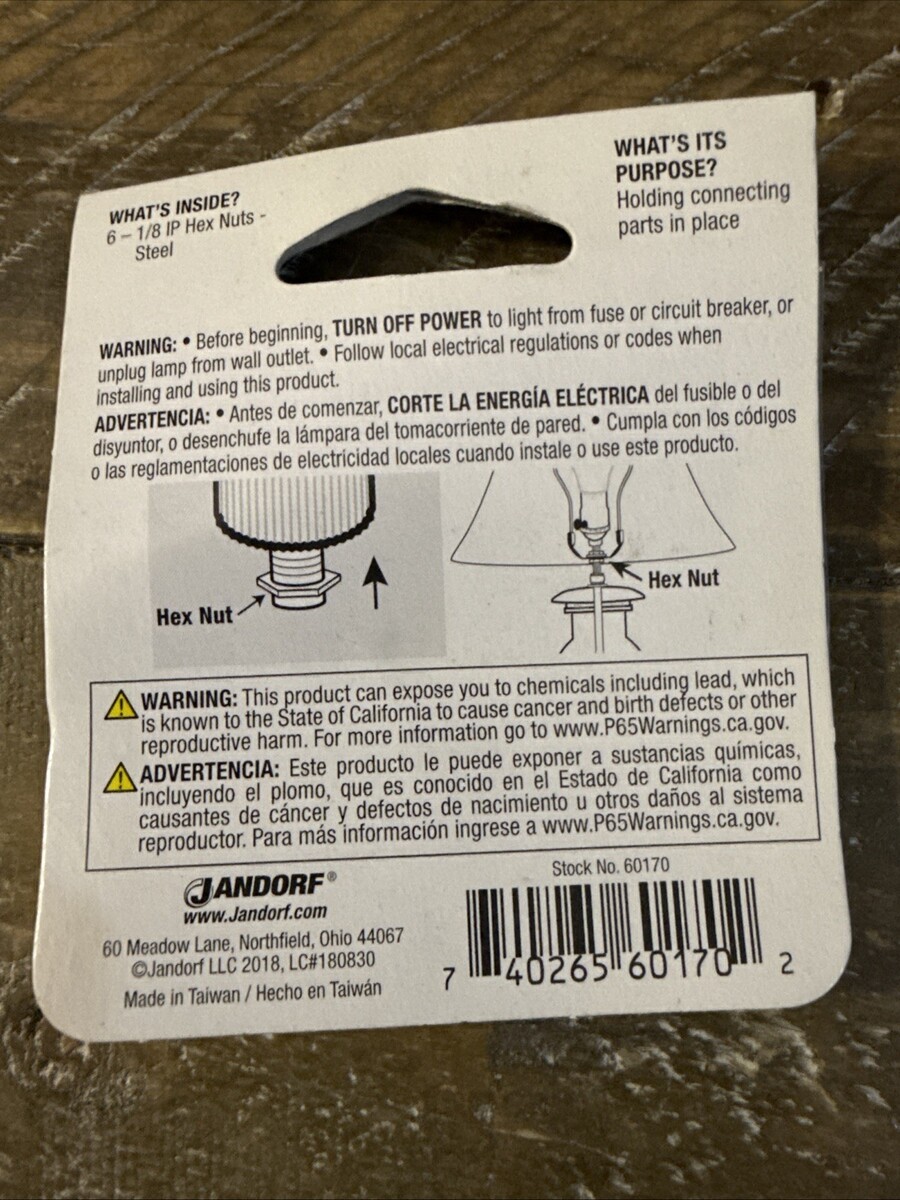 WHAT'S INSIDE?
6 – 1/8 IP Hex Nuts -
Steel
WHAT'S ITS
PURPOSE?
Holding connecting
parts in place
WARNING: • Before beginning, TURN OFF POWER to light from fuse or circuit breaker, or
unplug lamp from wall outlet. • Follow local electrical regulations or codes when
installing and using this product.
ADVERTENCIA: • Antes de comenzar, CORTE LA ENERGÍA ELÉCTRICA del fusible o del
disyuntor, o desenchufe la lámpara del tomacorriente de pared. • Cumpla con los códigos
o las reglamentaciones de electricidad locales cuando instale o use este producto.
Hex Nut
Hex Nut
WARNING: This product can expose you to chemicals including lead, which
is known to the State of California to cause cancer and birth defects or other
reproductive harm. For more information go to www.P65Warnings.ca.gov.
ADVERTENCIA: Este producto le puede exponer a sustancias químicas,
incluyendo el plomo, que es conocido en el Estado de California como
causantes de cáncer y defectos de nacimiento u otros daños al sistema
reproductor. Para más información ingrese a www.P65Warnings.ca.gov.
JANDORF®
www.Jandorf.com
60 Meadow Lane, Northfield, Ohio 44067
©Jandorf LLC 2018, LC#180830
Made in Taiwan / Hecho en Taiwán
Stock No. 60170
7 40265 60170 2